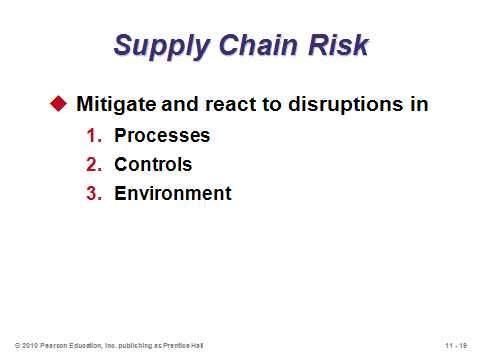 Supply Chain Risk
Mitigate and react to disruptions in
1. Processes
2. Controls
3. Environment
© 2010 Pearson Education, Inc. publishing as Prentice Hall
11 - 19